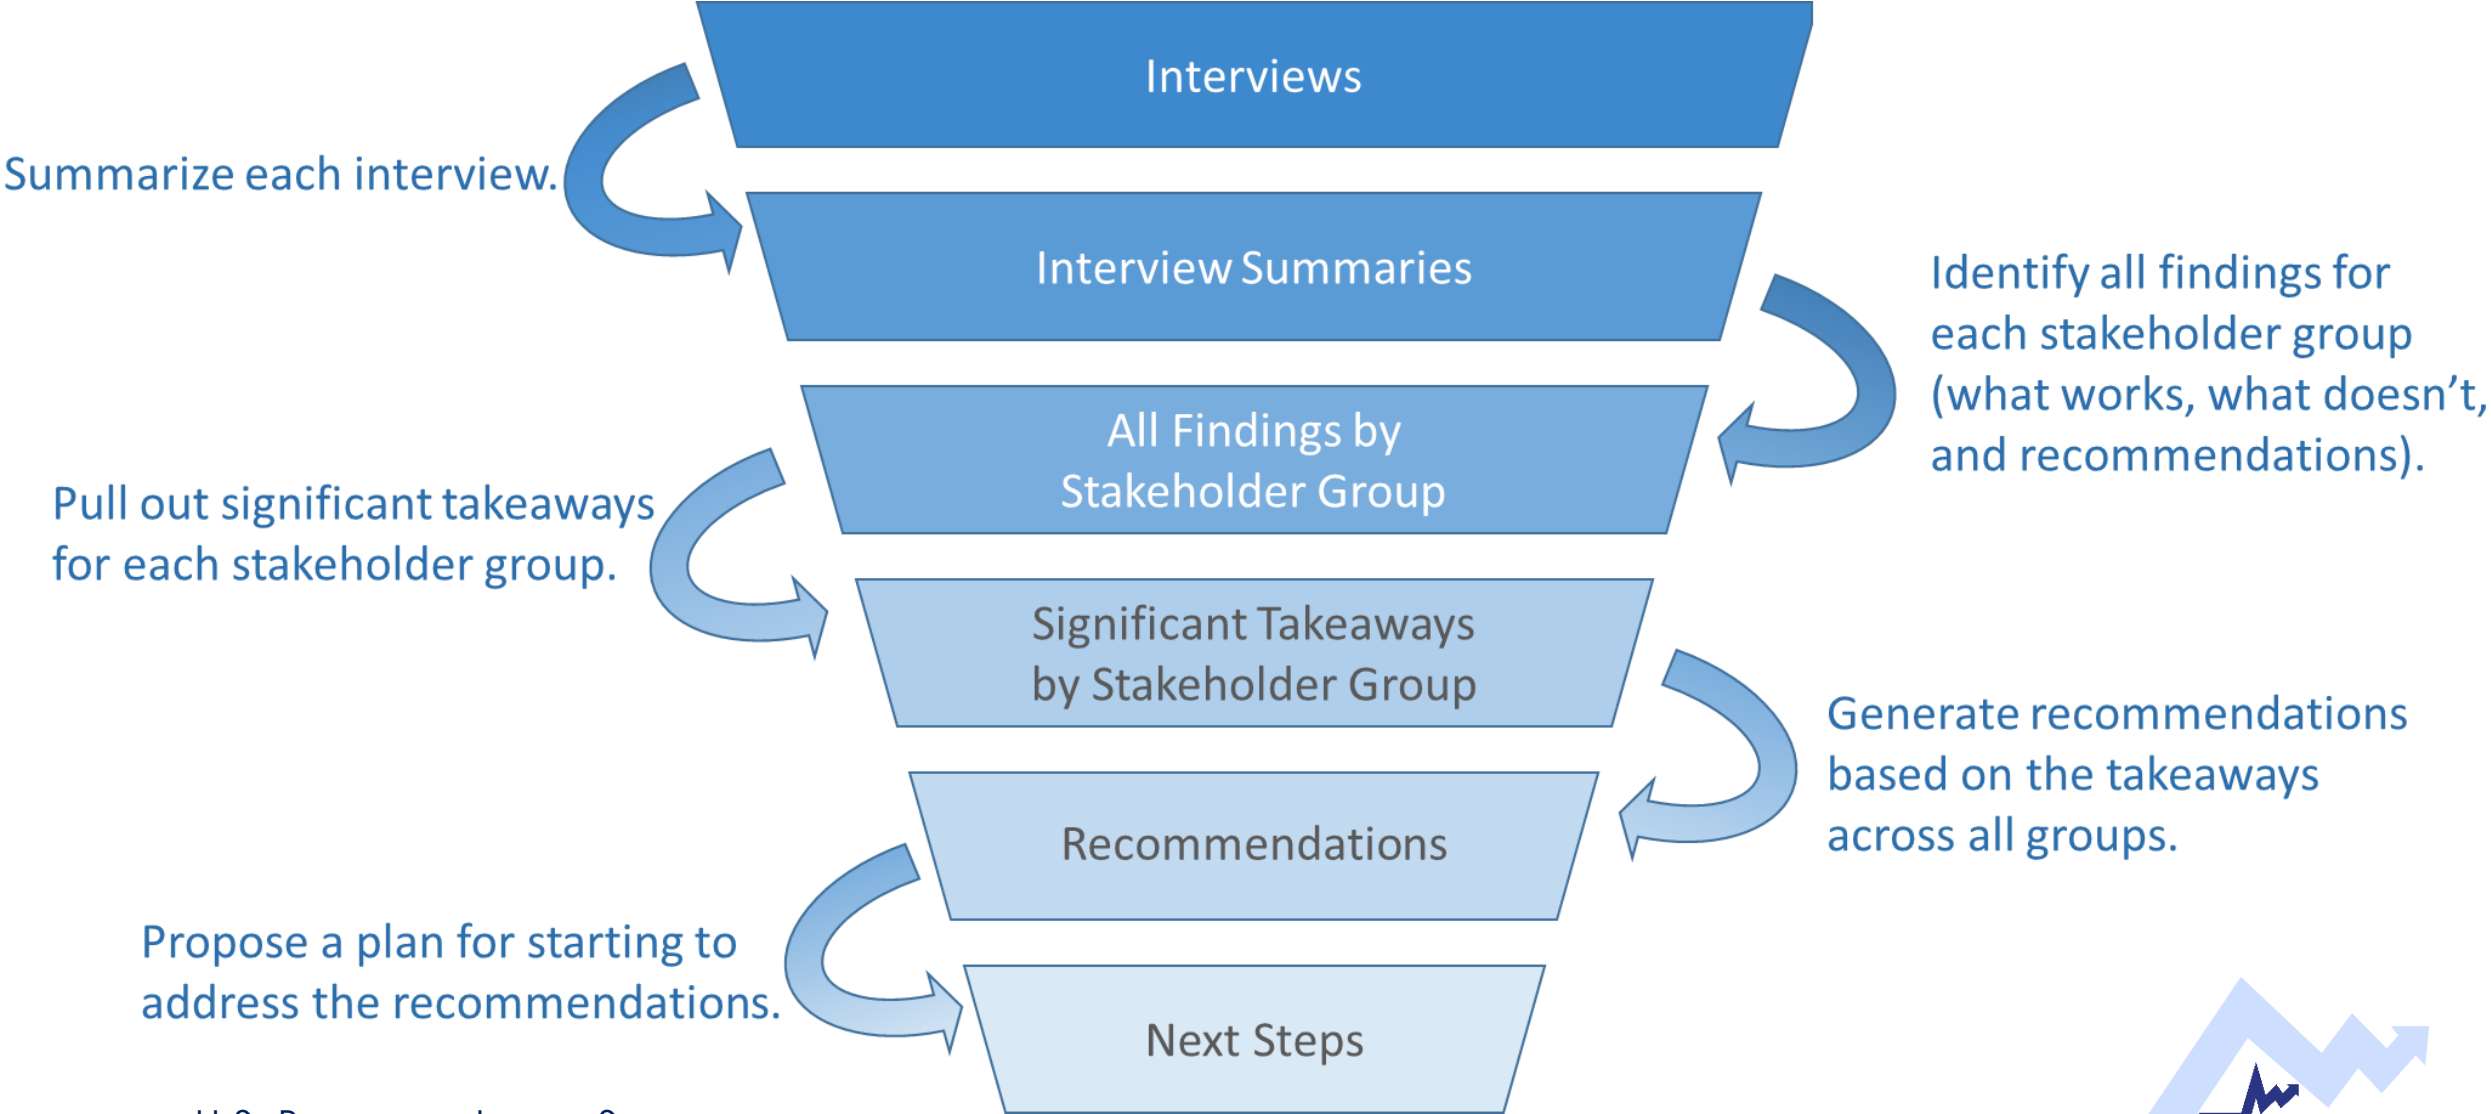 Interviews
Summarize each interview.
Interview Summaries
Identify all findings for
each stakeholder group
(what works, what doesn’t,
and recommendations).
All Findings by
Stakeholder Group
Pull out significant takeaways
for each stakeholder group.
Significant Takeaways
by Stakeholder Group
Generate recommendations
based on the takeaways
across all groups.
Recommendations
Propose a plan for starting to
address the recommendations.
Next Steps